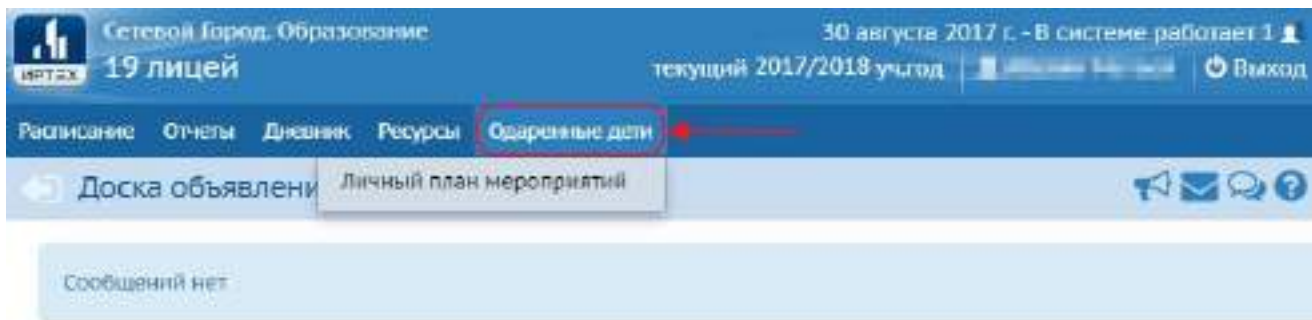 Сетевой Город. Образование
30 августа 2017 г. - В системе работает 1
ИРТЕХ
19 лицей
текущий 2017/2018 уч.год
Выход
Расписание Отчеты Дневник Ресурсы Одаренные дети
Доска объявлени
Личный план мероприятий
Сообщений нет